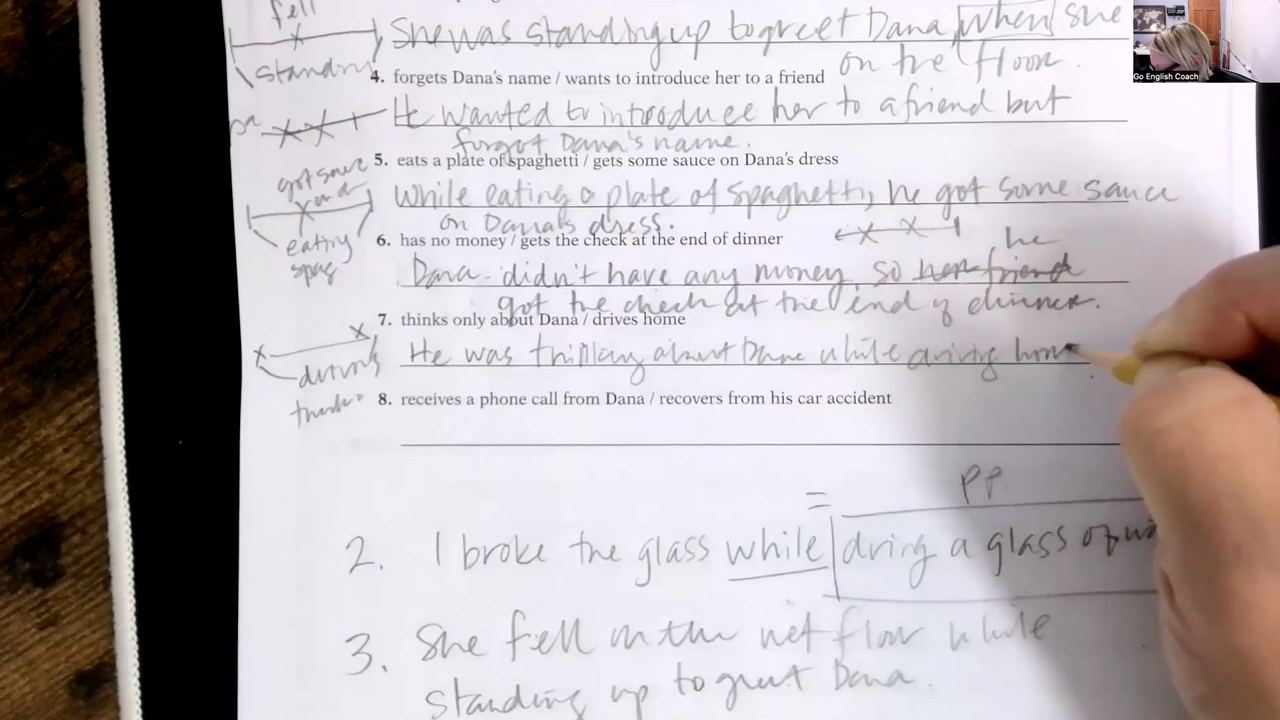 fell
She was standing up to greet Dana, when she
standing
4. forgets Dana's name / wants to introduce her to a friend
on the floor.
He wanted to introduce her to a friend but
forgot Dana's name.
5. eats a plate of spaghetti / gets some sauce on Dana's dress
got sauce
on d
While eating a plate of spaghetti, he got some sauce
on Dana's dress.
eating
spag
6. has no money / gets the check at the end of dinner
he
Dana didn't have any money, so her friend
got the check at the end of dinner.
7. thinks only about Dana / drives home
He was thinking about Dana while driving home
driving
8. receives a phone call from Dana / recovers from his car accident
PP
=
2. I broke the glass while driing a glass of
3. She fell on the wet floor while
standing up to greet Dana.
Go English Coach